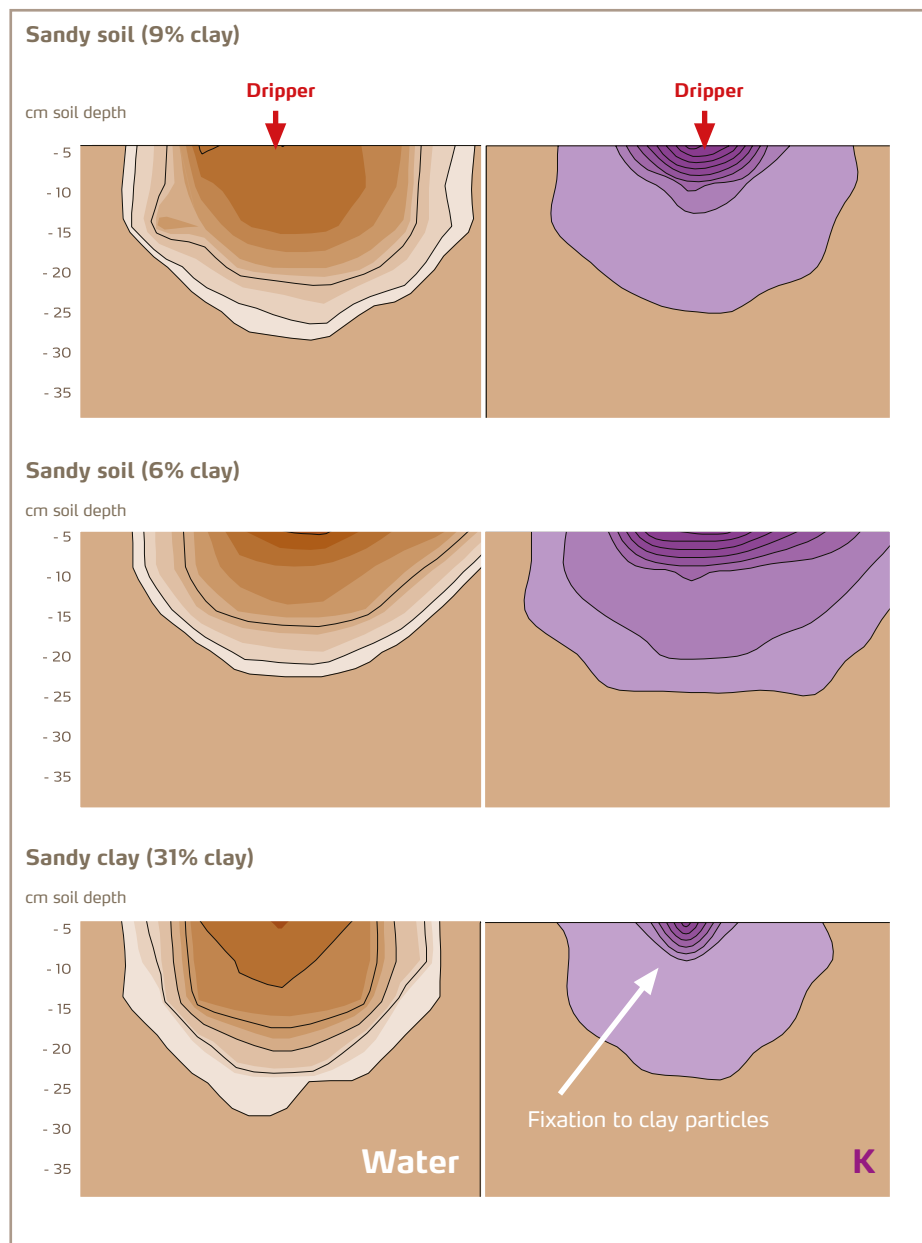 Sandy soil (9% clay)
Dripper
Dripper
cm soil depth
- 5
- 10
- 15
- 20
- 25
- 30
- 35
Sandy soil (6% clay)
cm soil depth
- 5
- 10
- 15
- 20
- 25
- 30
- 35
Sandy clay (31% clay)
cm soil depth
- 5
- 10
- 15
- 20
- 25
- 30
- 35
Fixation to clay particles
Water
K